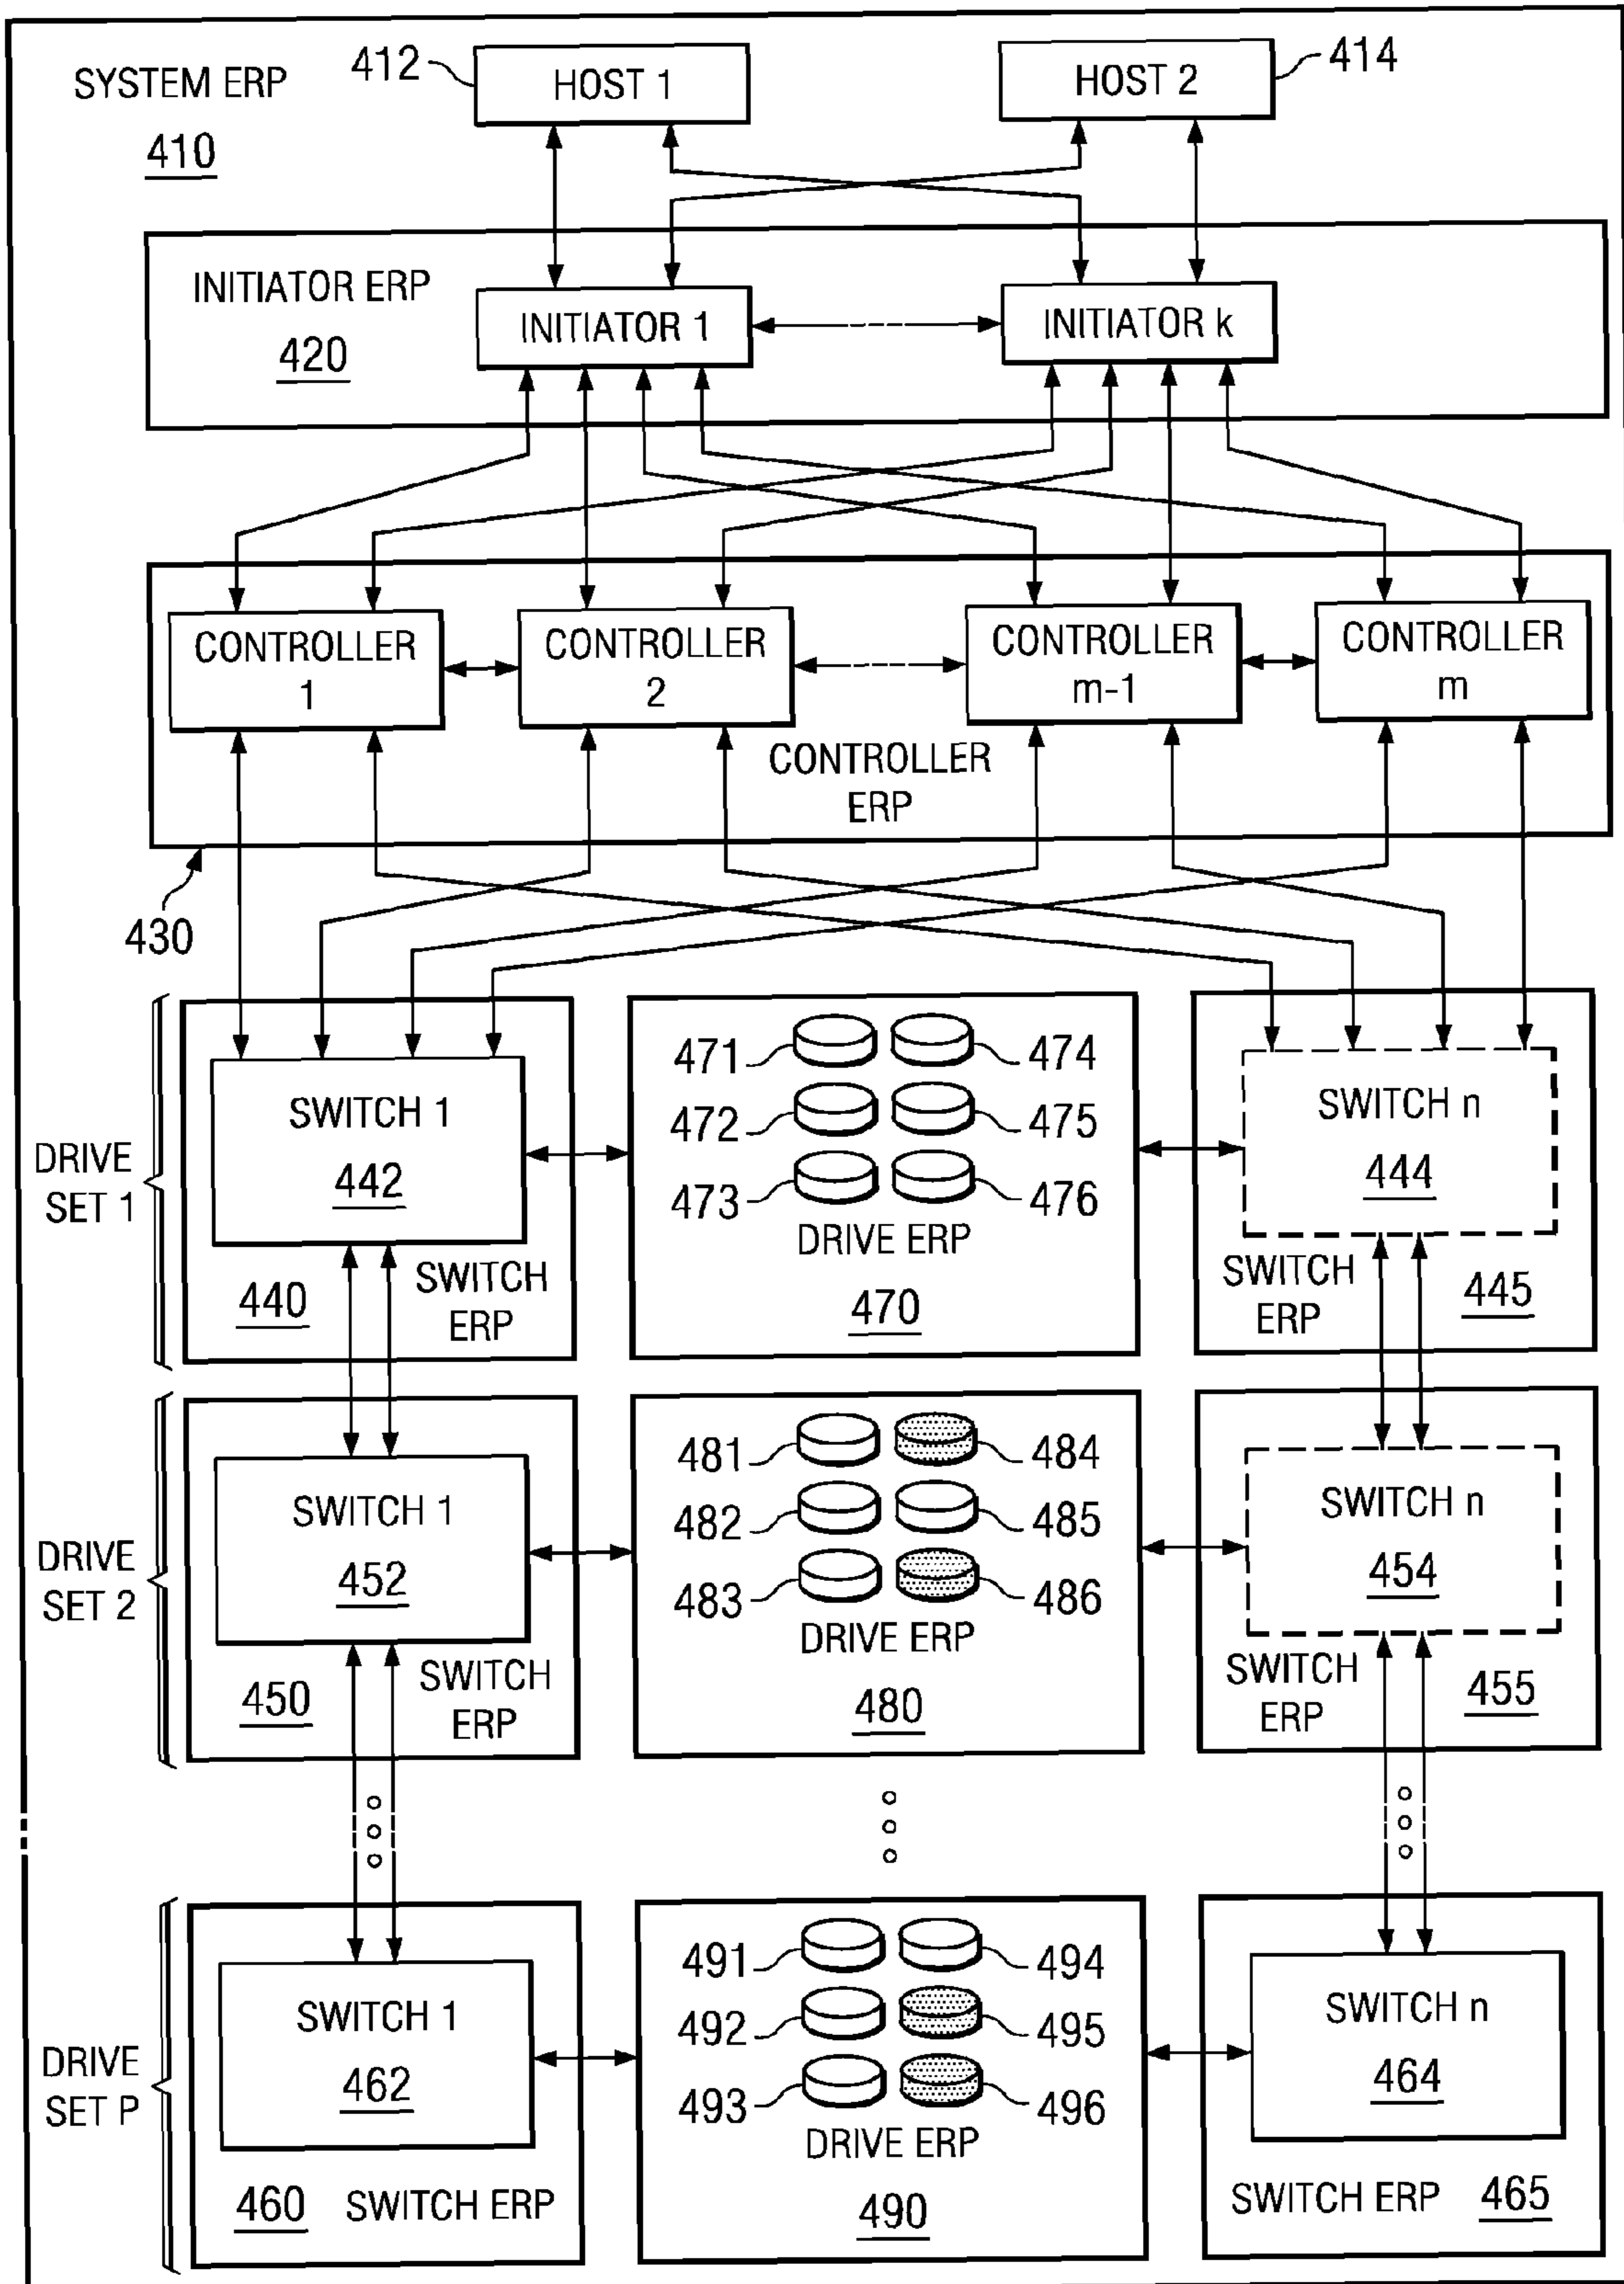 SYSTEM ERP
410
412
HOST 1
HOST 2
414
INITIATOR ERP
420
INITIATOR 1
INITIATOR k
CONTROLLER
1
CONTROLLER
2
CONTROLLER
m-1
CONTROLLER
m
CONTROLLER
ERP
430
DRIVE
SET 1
SWITCH 1
442
440
SWITCH
ERP
471
472
473
474
475
476
DRIVE ERP
470
SWITCH n
444
SWITCH
ERP
445
DRIVE
SET 2
SWITCH 1
452
450
SWITCH
ERP
481
482
483
484
485
486
DRIVE ERP
480
SWITCH n
454
SWITCH
ERP
455
DRIVE
SET P
SWITCH 1
462
460
SWITCH ERP
491
492
493
494
495
496
DRIVE ERP
490
SWITCH n
464
SWITCH ERP
465